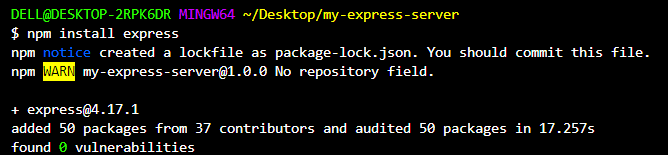 DELL@DESKTOP-2RPK6DR MINGW64 ~/Desktop/my-express-server
$ npm install express
npm notice created a lockfile as package-lock.json. You should commit this file.
npm WARN my-express-server@1.0.0 No repository field.
+ express@4.17.1
added 50 packages from 37 contributors and audited 50 packages in 17.257s
found 0 vulnerabilities